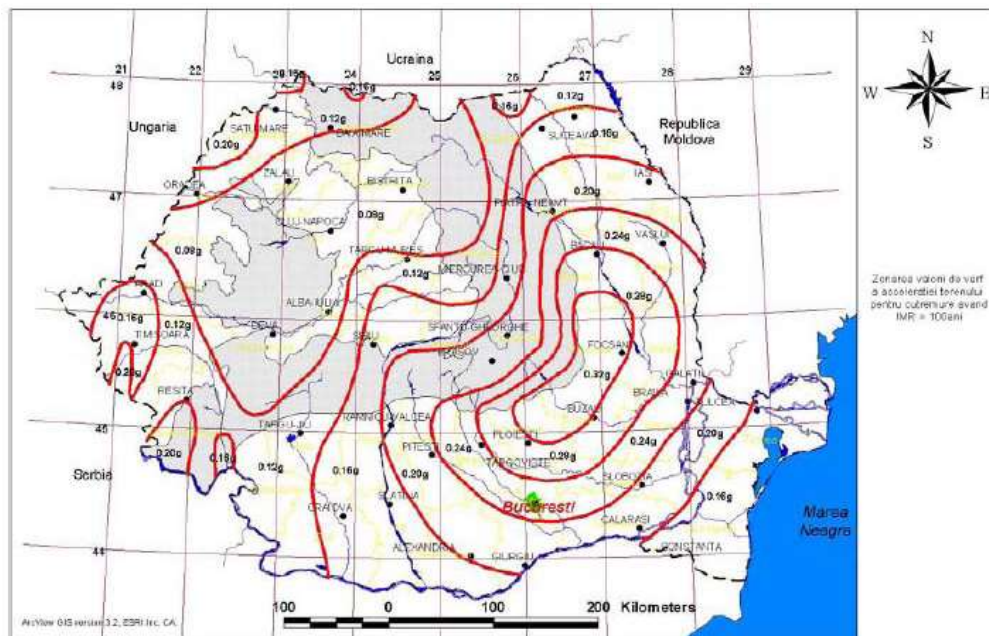 Ucraina
21
22
24
25
26
27
28
29
48
N
W
E
S
0.16g
0.16g
0.12g
0.12g
0.16g
SATU MARE
BAIA MARE
SUCEAVA
0.16g
Republica
Moldova
Ungaria
0.20g
ORADEA
ZALAU
BISTRITA
IASI
47
0.20g
PIATRA NEAMT
0.08g
CLUJ-NAPOCA
0.24g
VASLUI
BACAU
0.08g
TARGU MURES
0.12g
MIERCUREA CIUC
Zonarea valorii de varf
a acceleratiei terenului
pentru cutremure avand
IMR = 100ani
ARAD
0.28g
ALBA IULIA
46
0.16g
0.12g
TIMISOARA
DEVA
SIBIU
SFANTU GHEORGHE
BRASOV
FOCSANI
0.20g
0.32g
GALATI
RESITA
BRAILA
TULCEA
RAMNICU VALCEA
BUZAU
45
TARGU-JIU
PITESTI
0.24g
PLOIESTI
0.24g
0.20g
TARGOVISTE
0.28g
0.20g
0.16g
0.12g
0.16g
0.20g
SLOBOZIA
0.16g
Serbia
SLATINA
Bucuresti
CRAIOVA
CALARASI
Marea
Neagra
44
ALEXANDRIA
GIURGIU
CONSTANTA
100 0 100 200 Kilometers
ArcView GIS version 3.2, ESRI Inc. CA.